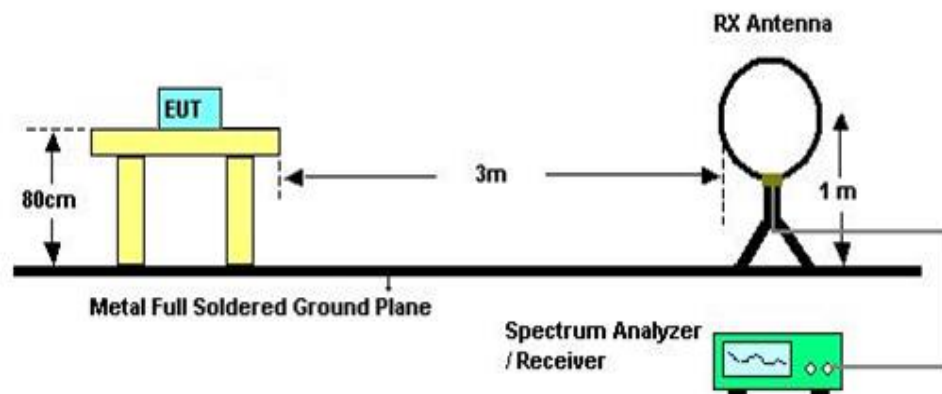 RX Antenna
EUT
80cm
3m
1 m
Metal Full Soldered Ground Plane
Spectrum Analyzer
/ Receiver